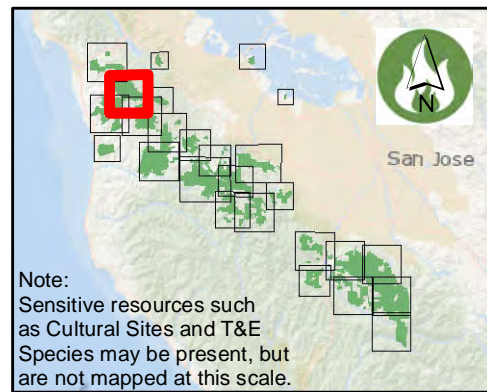 N
San Jose
Note:
Sensitive resources such
as Cultural Sites and T&E
Species may be present, but
are not mapped at this scale.